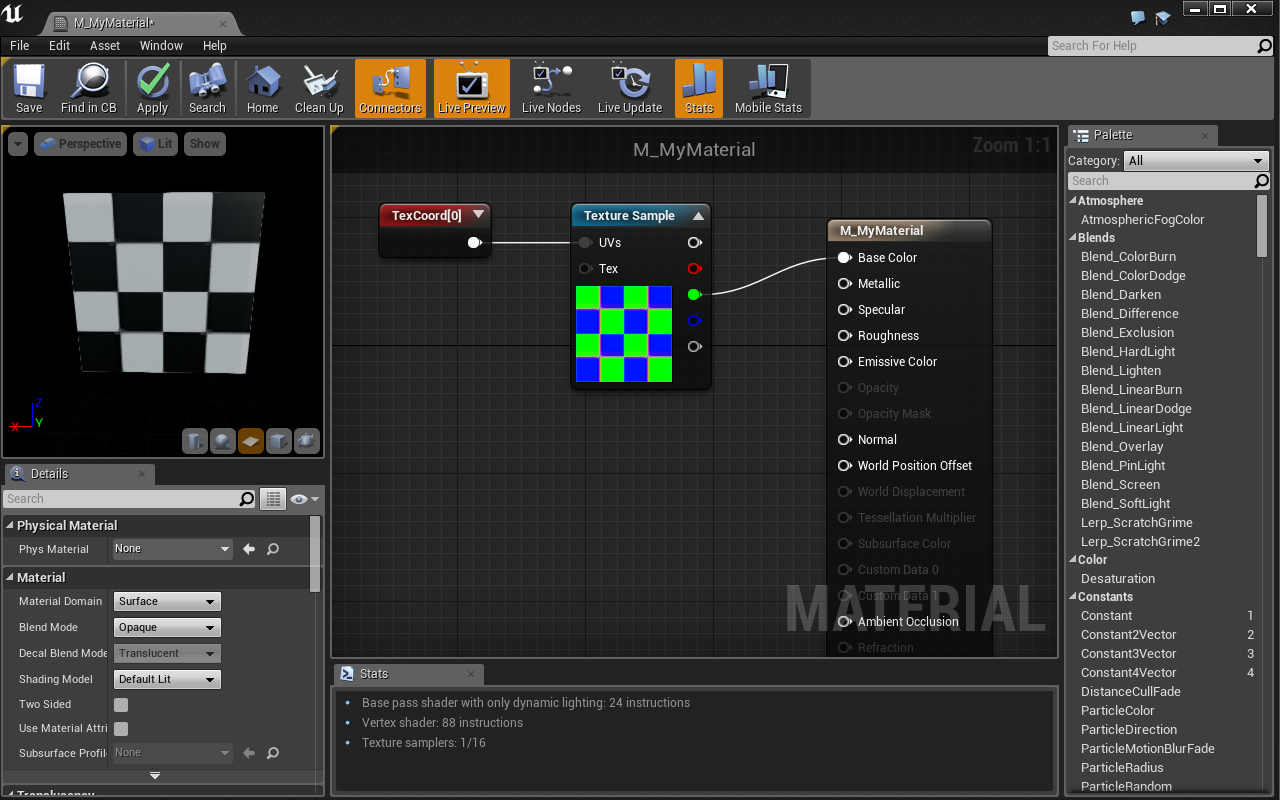 M_MyMaterial*
File Edit Asset Window Help
Search For Help
Save Find in CB Apply Search Home Clean Up Connectors Live Preview Live Nodes Live Update Stats Mobile Stats
Perspective Lit Show
X Z Y
Details
Search
Physical Material
Phys Material None
Material
Material Domain Surface
Blend Mode Opaque
Decal Blend Mode Translucent
Shading Model Default Lit
Two Sided
Use Material Attri
Subsurface Profil None
Translucency
M_MyMaterial
Zoom 1:1
TexCoord[0]
Texture Sample
UVs
Tex
M_MyMaterial
Base Color
Metallic
Specular
Roughness
Emissive Color
Opacity
Opacity Mask
Normal
World Position Offset
World Displacement
Tessellation Multiplier
Subsurface Color
Custom Data 0
Custom Data 1
Ambient Occlusion
Refraction
MATERIAL
Stats
Base pass shader with only dynamic lighting: 24 instructions
Vertex shader: 88 instructions
Texture samplers: 1/16
Palette
Category: All
Search
Atmosphere
AtmosphericFogColor
Blends
Blend_ColorBurn
Blend_ColorDodge
Blend_Darken
Blend_Difference
Blend_Exclusion
Blend_HardLight
Blend_Lighten
Blend_LinearBurn
Blend_LinearDodge
Blend_LinearLight
Blend_Overlay
Blend_PinLight
Blend_Screen
Blend_SoftLight
Lerp_ScratchGrime
Lerp_ScratchGrime2
Color
Desaturation
Constants
Constant 1
Constant2Vector 2
Constant3Vector 3
Constant4Vector 4
DistanceCullFade
ParticleColor
ParticleDirection
ParticleMotionBlurFade
ParticleRadius
ParticleRandom